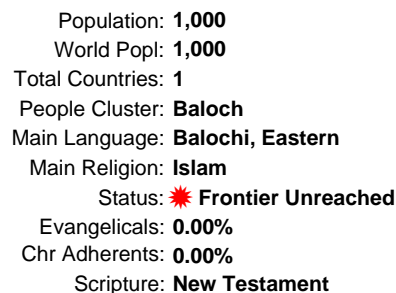 Population: 1,000
World Popl: 1,000
Total Countries: 1
People Cluster: Baloch
Main Language: Balochi, Eastern
Main Religion: Islam
Status: Frontier Unreached
Evangelicals: 0.00%
Chr Adherents: 0.00%
Scripture: New Testament